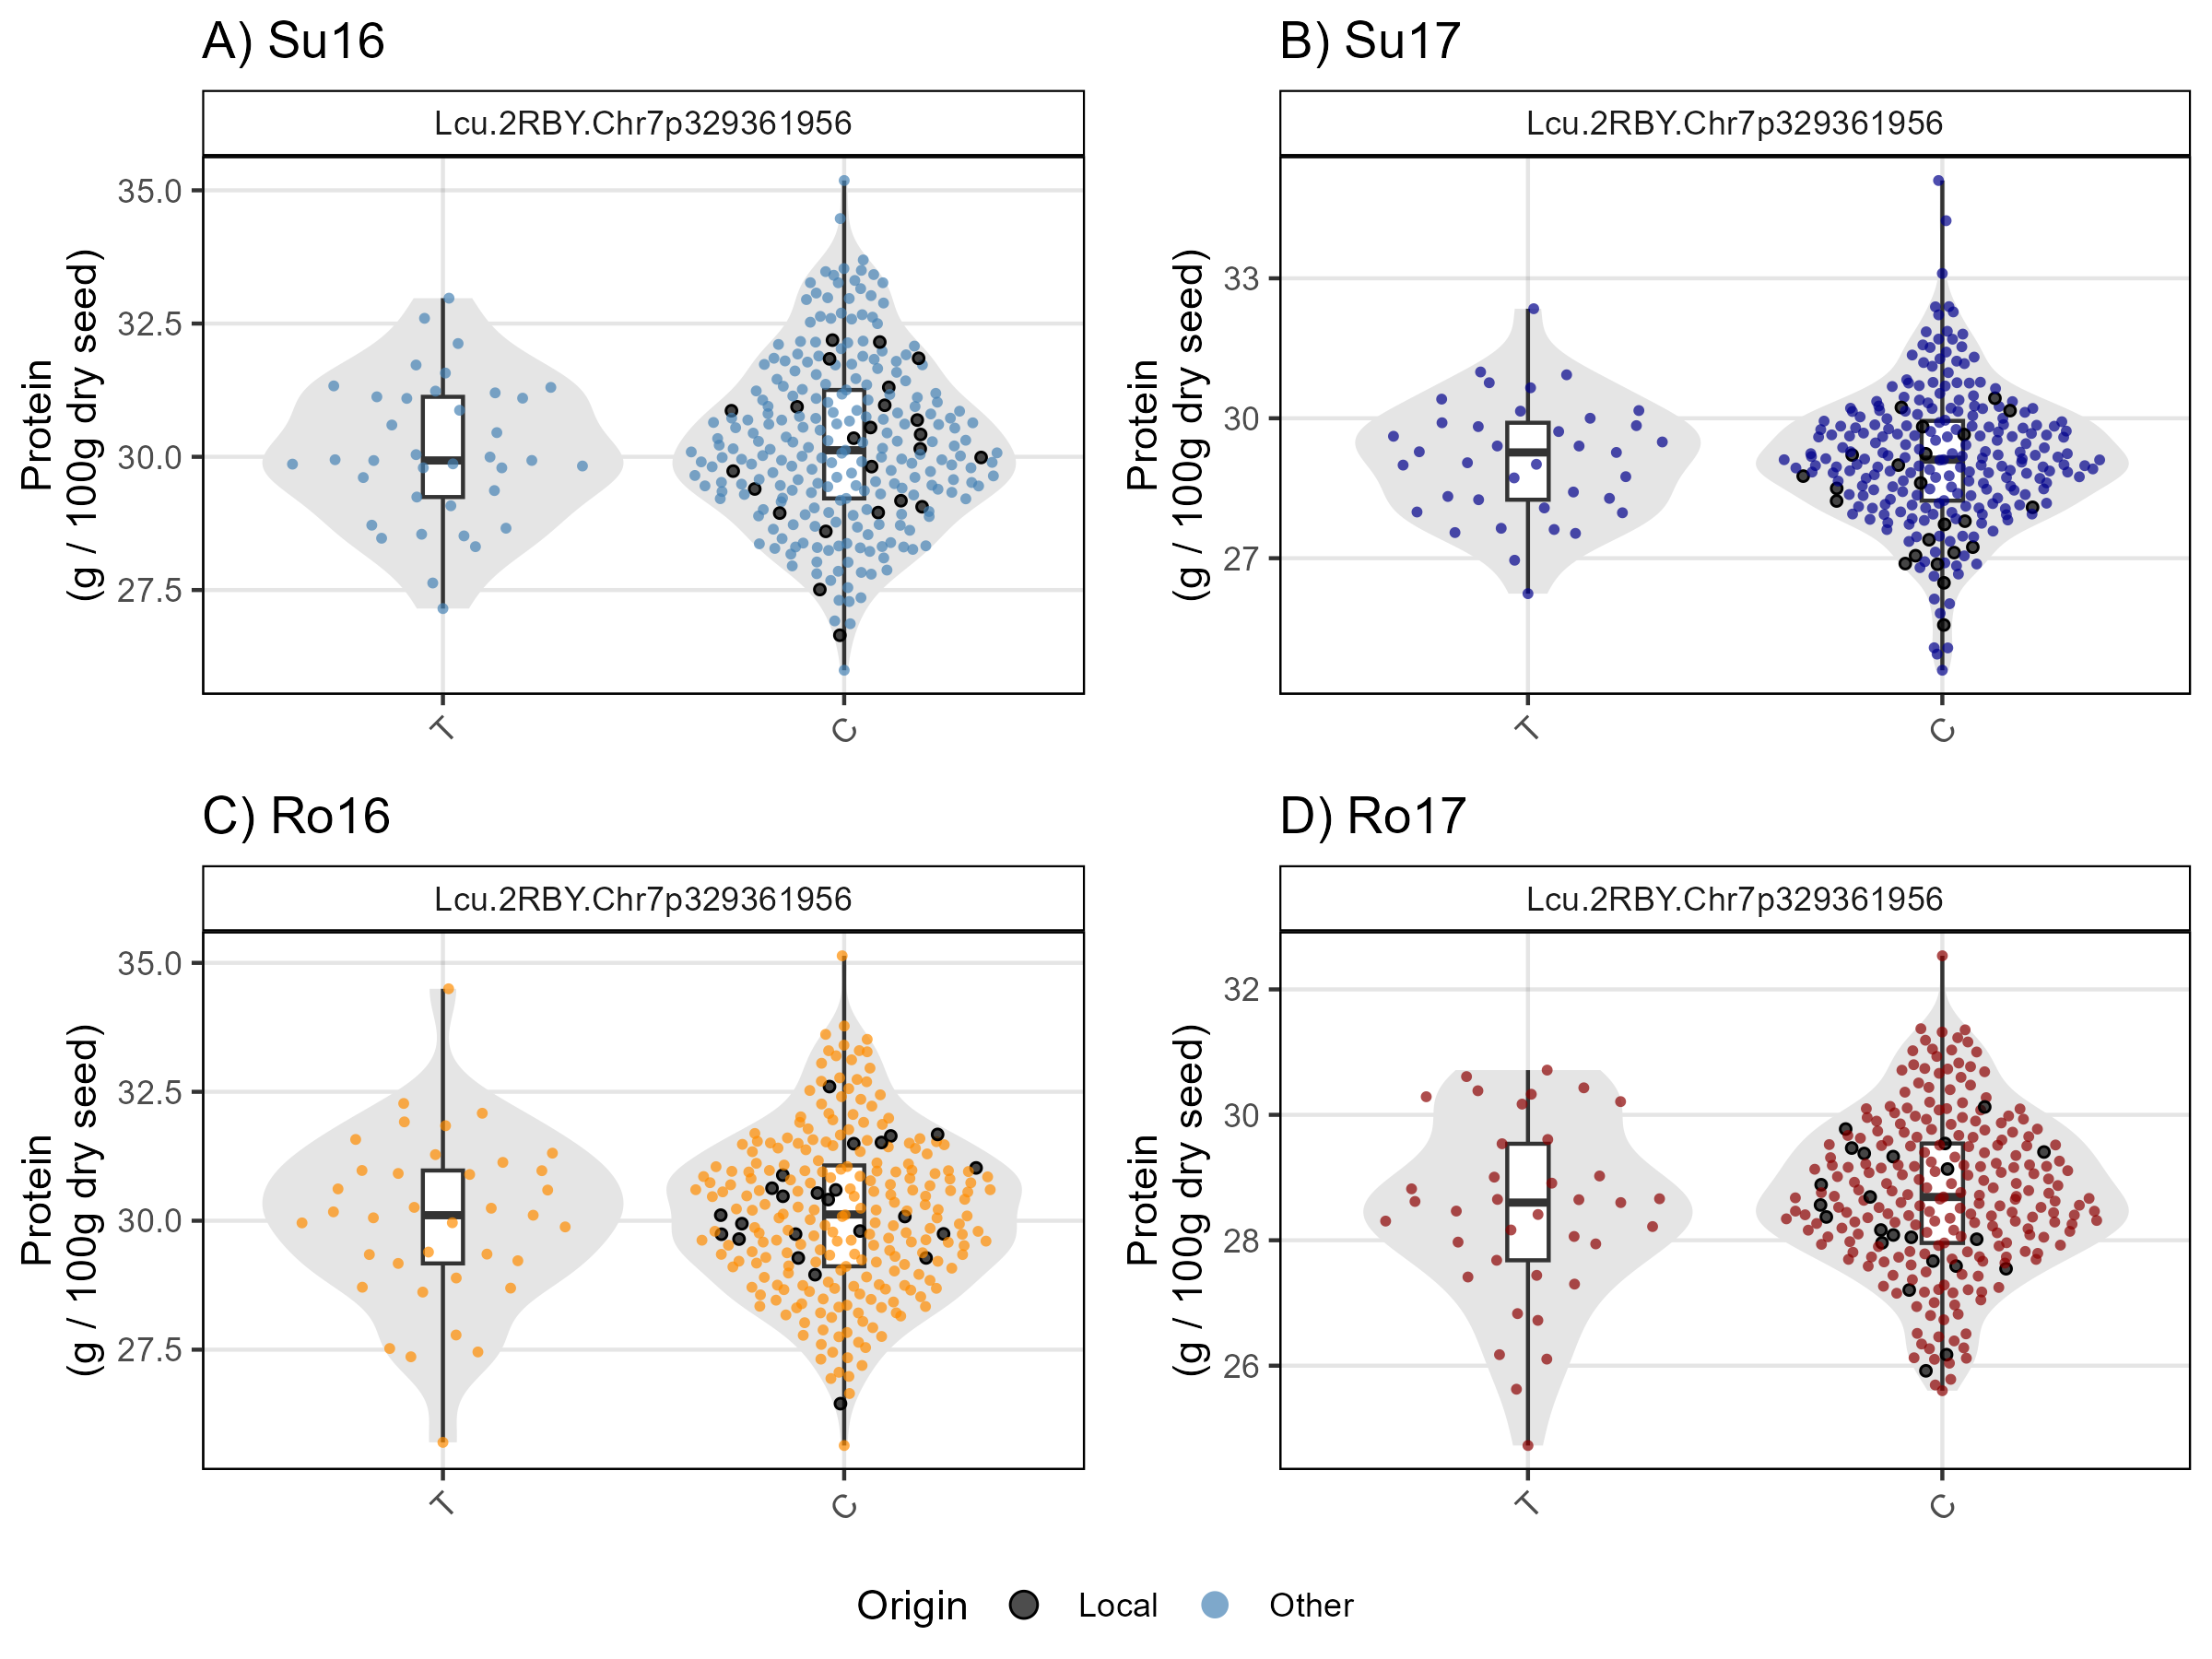 A) Su16
Lcu.2RBY.Chr7p329361956
Protein
(g / 100g dry seed)
35.0
32.5
30.0
27.5
T
C
B) Su17
Lcu.2RBY.Chr7p329361956
Protein
(g / 100g dry seed)
33
30
27
T
C
C) Ro16
Lcu.2RBY.Chr7p329361956
Protein
(g / 100g dry seed)
35.0
32.5
30.0
27.5
T
C
D) Ro17
Lcu.2RBY.Chr7p329361956
Protein
(g / 100g dry seed)
32
30
28
26
T
C
Origin Local Other